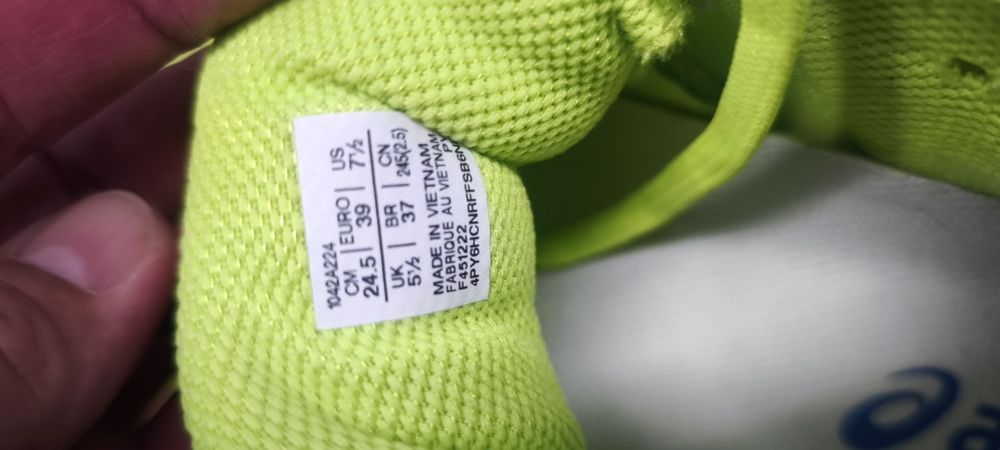 1042A224
CM | EURO | US
24.5 | 39 | 7½
UK | BR | CN
5½ | 37 | 245(2.5)
MADE IN VIETNAM
FABRIQUE AU VIETNAM
F451222
4PY6HCNRFFSB6N
a